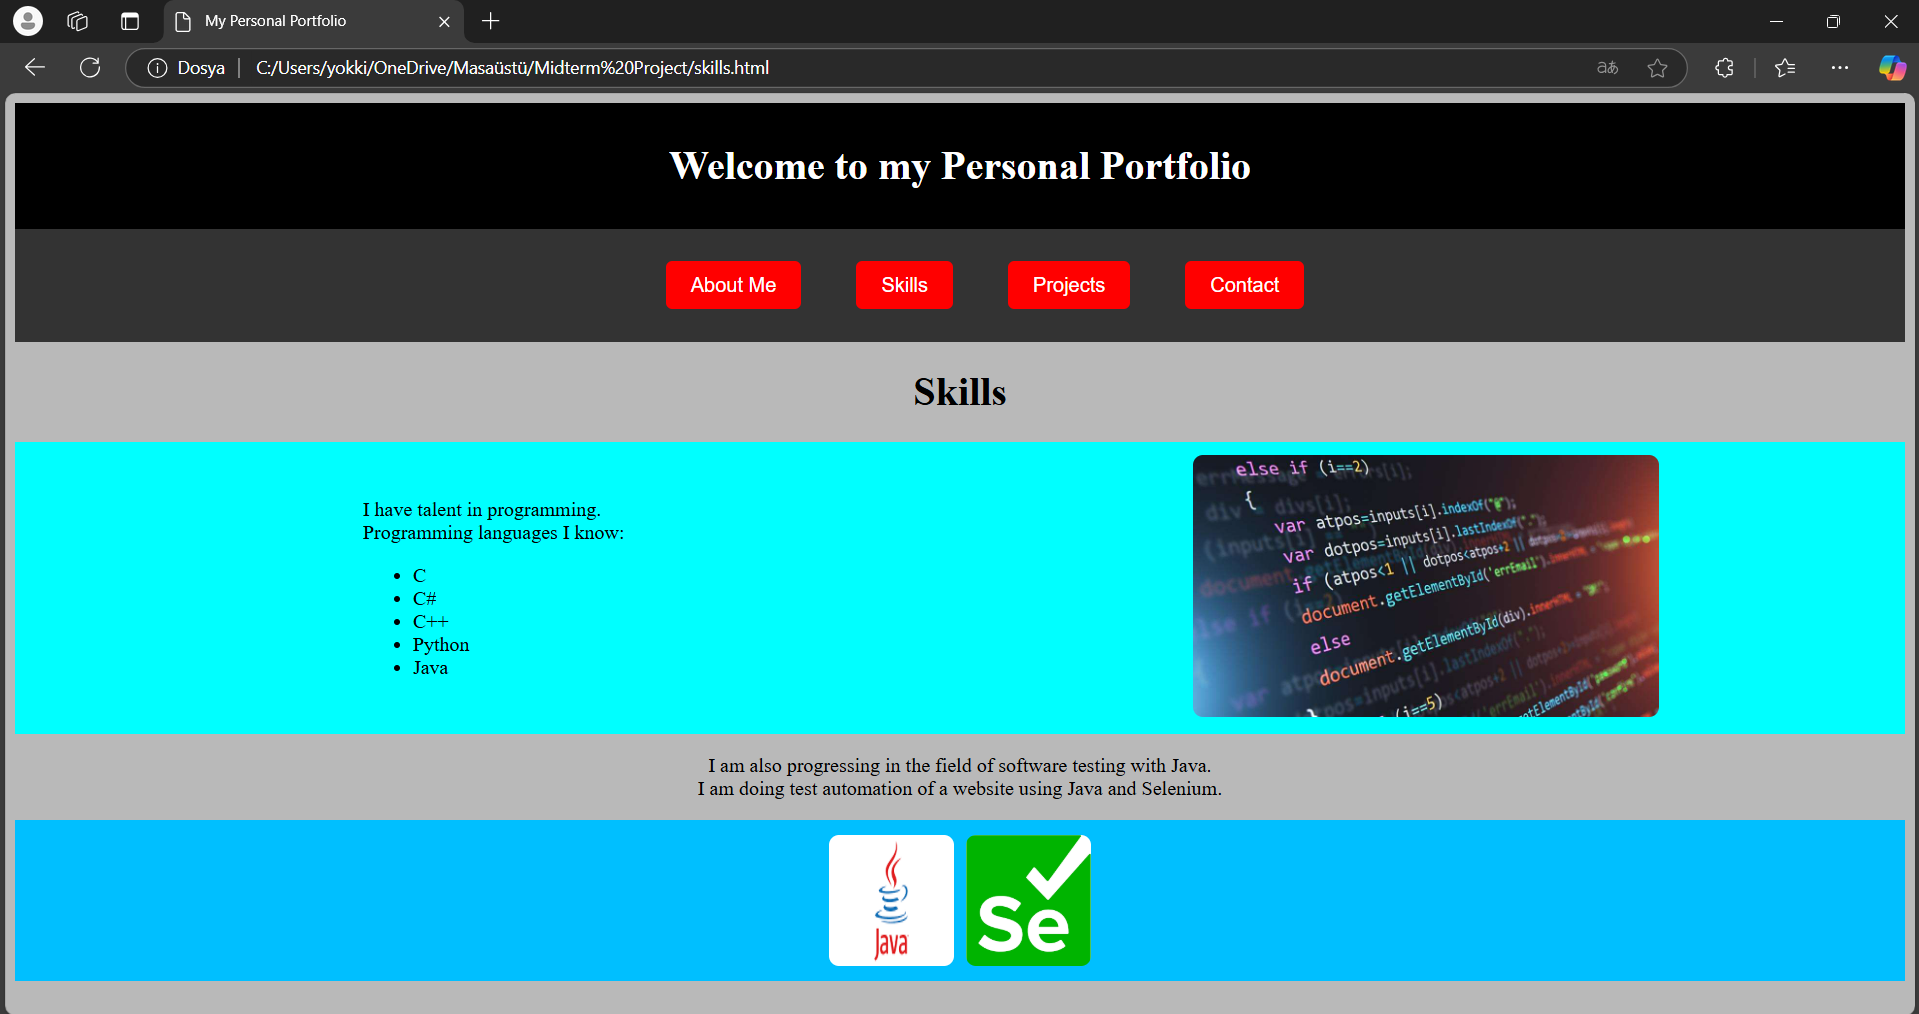 My Personal Portfolio
Dosya
C:/Users/yokki/OneDrive/Masaüstü/Midterm%20Project/skills.html
Welcome to my Personal Portfolio
About Me
Skills
Projects
Contact
Skills
I have talent in programming.
Programming languages I know:
C
C#
C++
Python
Java
else if (i==2)
{
var atpos=inputs[i].indexOf("@");
var dotpos=inputs[i].lastIndexOf(".");
if (atpos<1 || dotpos<atpos+2 ||
document.getElementById('errEmail').innerHTML
else
document.getElementById(div).innerHTML
(i==5)
I am also progressing in the field of software testing with Java.
I am doing test automation of a website using Java and Selenium.
Java
Se